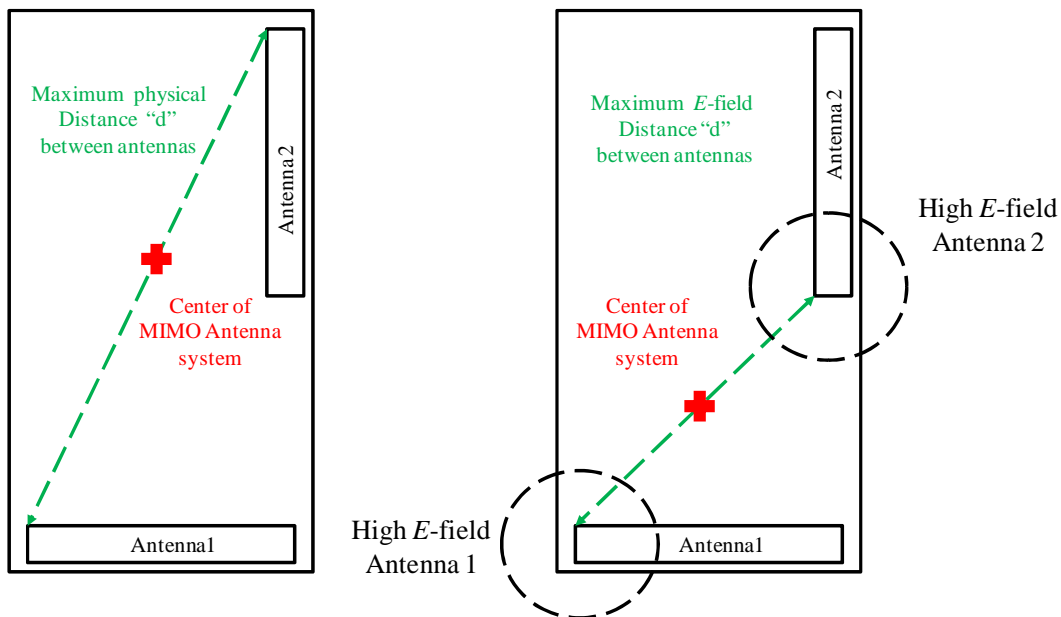 Maximum physical
Distance “d”
between antennas
Antenna 2
Center of
MIMO Antenna
system
Antenna1
Maximum E-field
Distance “d”
between antennas
Antenna 2
High E-field
Antenna 2
Center of
MIMO Antenna
system
High E-field
Antenna 1
Antenna1